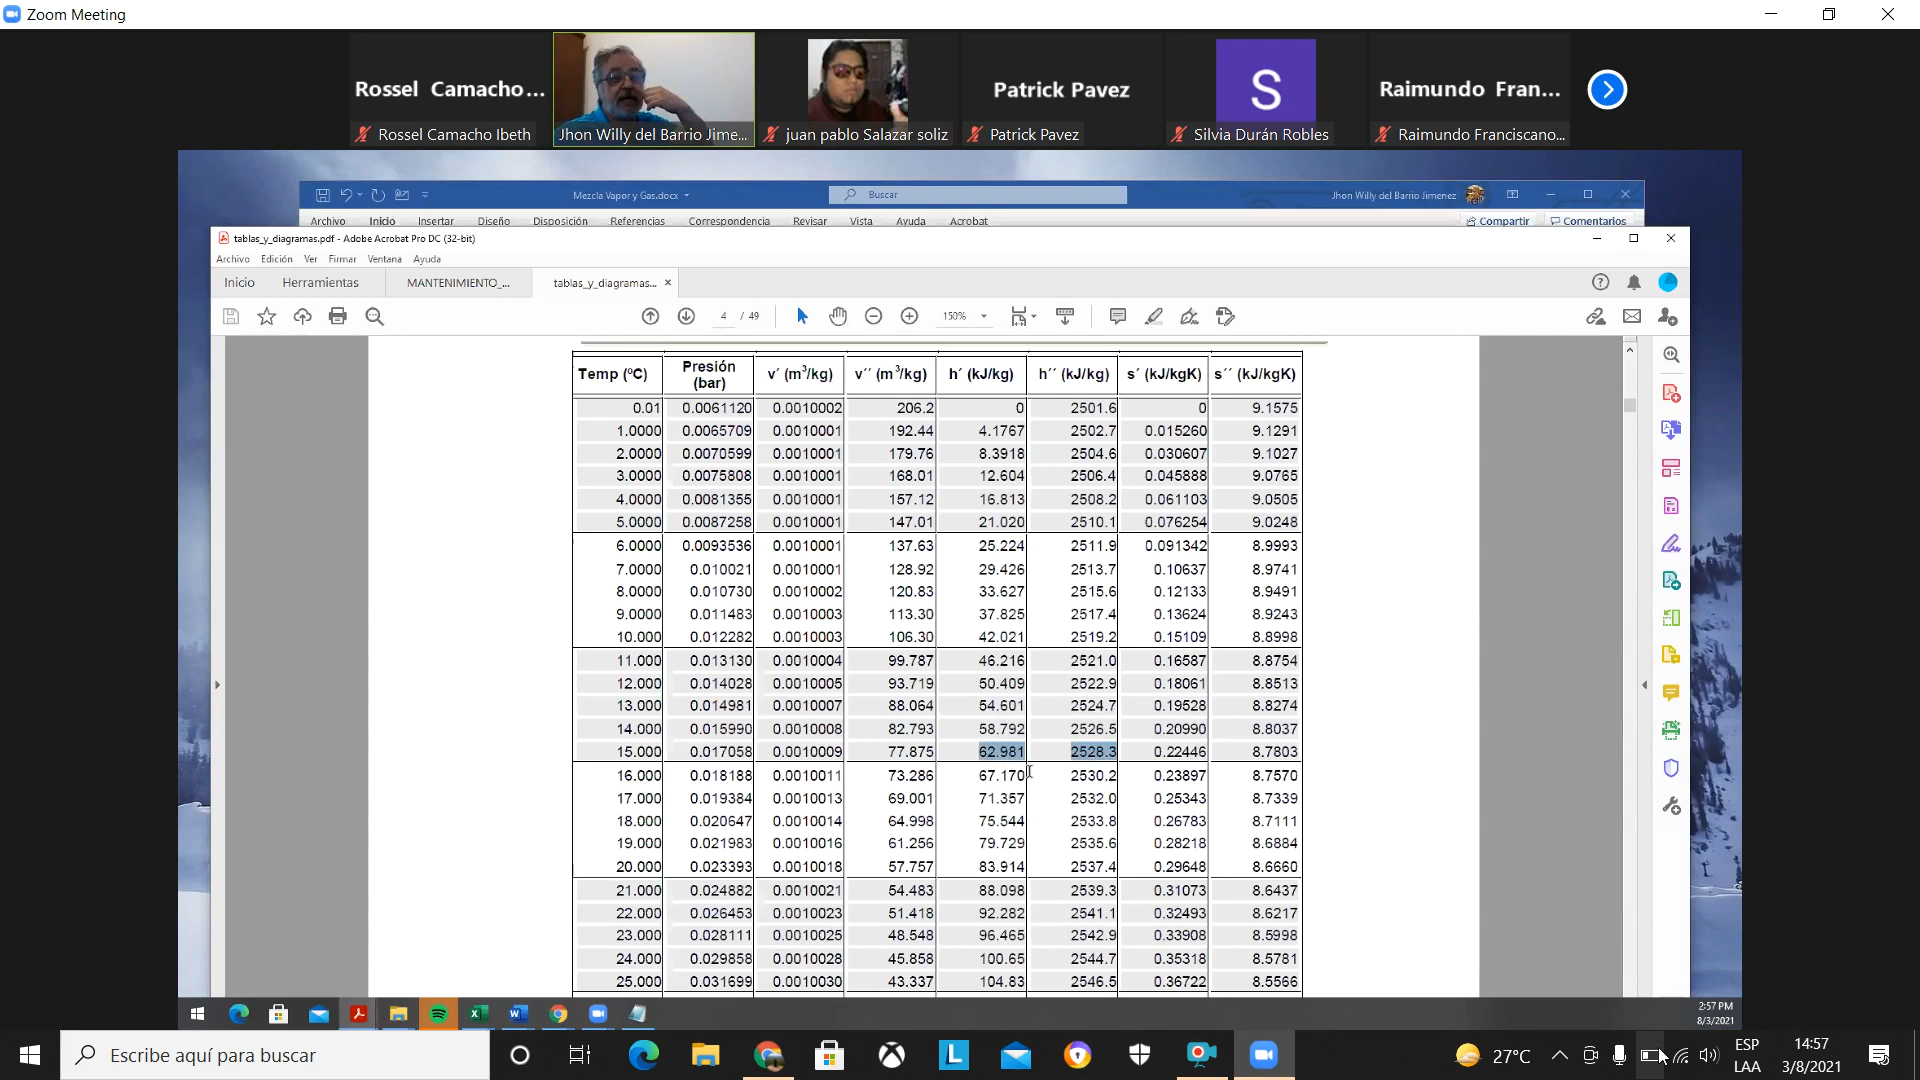 Zoom Meeting
Rossel Camacho...
Patrick Pavez
S
Raimundo Fran...
Rossel Camacho Ibeth
Jhon Willy del Barrio Jime...
juan pablo Salazar soliz
Patrick Pavez
Silvia Durán Robles
Raimundo Franciscano...
Mezcla Vapor y Gas.docx
Buscar
Jhon Willy del Barrio Jimenez
Archivo Inicio Insertar Diseño Disposición Referencias Correspondencia Revisar Vista Ayuda Acrobat Compartir Comentarios
tablas_y_diagramas.pdf - Adobe Acrobat Pro DC (32-bit)
Archivo Edición Ver Firmar Ventana Ayuda
Inicio Herramientas MANTENIMIENTO_... tablas_y_diagramas... ×
4 / 49 150%
Temp (ºC) Presión (bar) v´ (m³/kg) v´´ (m³/kg) h´ (kJ/kg) h´´ (kJ/kg) s´ (kJ/kgK) s´´ (kJ/kgK)
0.01 0.0061120 0.0010002 206.2 0 2501.6 0 9.1575
1.0000 0.0065709 0.0010001 192.44 4.1767 2502.7 0.015260 9.1291
2.0000 0.0070599 0.0010001 179.76 8.3918 2504.6 0.030607 9.1027
3.0000 0.0075808 0.0010001 168.01 12.604 2506.4 0.045888 9.0765
4.0000 0.0081355 0.0010001 157.12 16.813 2508.2 0.061103 9.0505
5.0000 0.0087258 0.0010001 147.01 21.020 2510.1 0.076254 9.0248
6.0000 0.0093536 0.0010001 137.63 25.224 2511.9 0.091342 8.9993
7.0000 0.010021 0.0010001 128.92 29.426 2513.7 0.10637 8.9741
8.0000 0.010730 0.0010002 120.83 33.627 2515.6 0.12133 8.9491
9.0000 0.011483 0.0010003 113.30 37.825 2517.4 0.13624 8.9243
10.000 0.012282 0.0010003 106.30 42.021 2519.2 0.15109 8.8998
11.000 0.013130 0.0010004 99.787 46.216 2521.0 0.16587 8.8754
12.000 0.014028 0.0010005 93.719 50.409 2522.9 0.18061 8.8513
13.000 0.014981 0.0010007 88.064 54.601 2524.7 0.19528 8.8274
14.000 0.015990 0.0010008 82.793 58.792 2526.5 0.20990 8.8037
15.000 0.017058 0.0010009 77.875 62.981 2528.3 0.22446 8.7803
16.000 0.018188 0.0010011 73.286 67.170 2530.2 0.23897 8.7570
17.000 0.019384 0.0010013 69.001 71.357 2532.0 0.25343 8.7339
18.000 0.020647 0.0010014 64.998 75.544 2533.8 0.26783 8.7111
19.000 0.021983 0.0010016 61.256 79.729 2535.6 0.28218 8.6884
20.000 0.023393 0.0010018 57.757 83.914 2537.4 0.29648 8.6660
21.000 0.024882 0.0010021 54.483 88.098 2539.3 0.31073 8.6437
22.000 0.026453 0.0010023 51.418 92.282 2541.1 0.32493 8.6217
23.000 0.028111 0.0010025 48.548 96.465 2542.9 0.33908 8.5998
24.000 0.029858 0.0010028 45.858 100.65 2544.7 0.35318 8.5781
25.000 0.031699 0.0010030 43.337 104.83 2546.5 0.36722 8.5566
2:57 PM
8/3/2021
Escribe aquí para buscar
27°C
ESP
LAA
14:57
3/8/2021